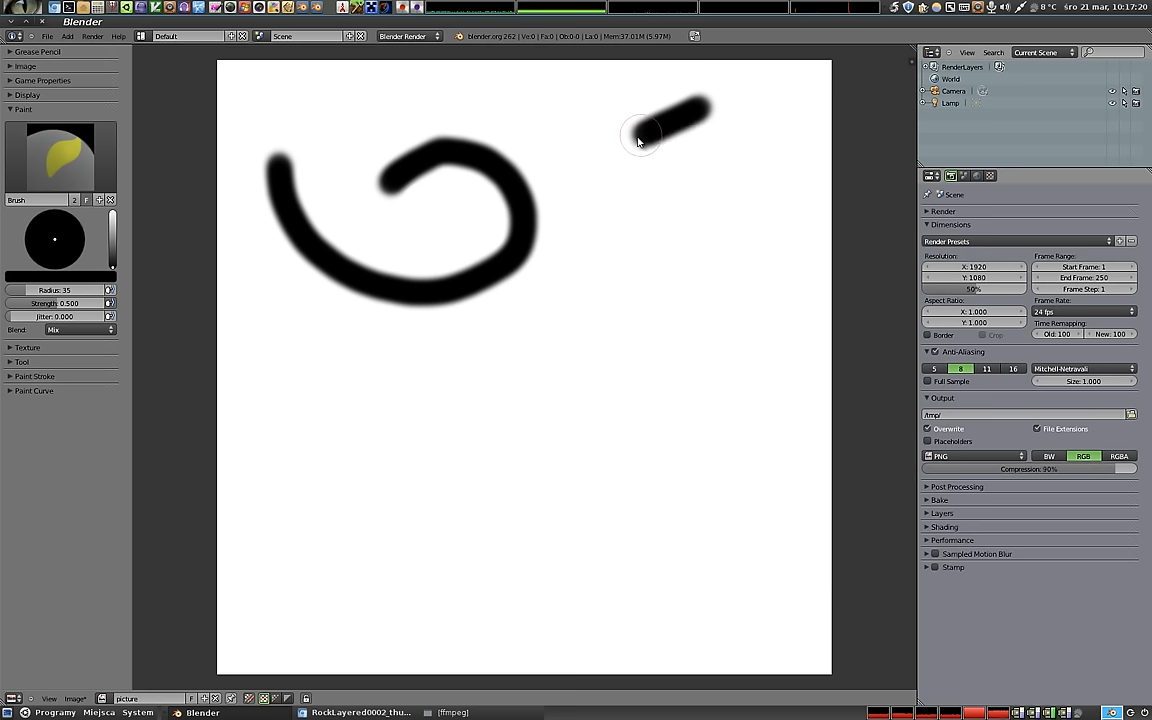 8 °C śro 21 mar, 10:17:20
Blender
File Add Render Help Default Scene Blender Render blender.org 262 | Ve:0 | Fa:0 | Ob:0-0 | La:0 | Mem:37.01M (5.97M)
Grease Pencil
Image
Game Properties
Display
Paint
Brush 2 F
Radius: 35
Strength: 0.500
Jitter: 0.000
Blend: Mix
Texture
Tool
Paint Stroke
Paint Curve
View Search Current Scene
RenderLayers
World
Camera
Lamp
Scene
Render
Dimensions
Render Presets
Resolution: Frame Range:
X: 1920 Start Frame: 1
Y: 1080 End Frame: 250
50% Frame Step: 1
Aspect Ratio: Frame Rate:
X: 1.000 24 fps
Y: 1.000 Time Remapping:
Border Crop Old: 100 New: 100
Anti-Aliasing
5 8 11 16 Mitchell-Netravali
Full Sample Size: 1.000
Output
/tmp/
Overwrite File Extensions
Placeholders
PNG BW RGB RGBA
Compression: 90%
Post Processing
Bake
Layers
Shading
Performance
Sampled Motion Blur
Stamp
View Image* picture F
Programy Miejsca System Blender RockLayered0002_thu... [ffmpeg]